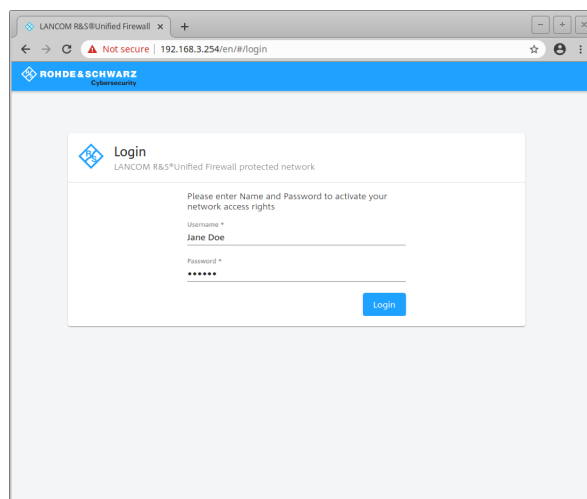 LANCOM R&S®Unified Firewall
Not secure | 192.168.3.254/en/#/login
ROHDE&SCHWARZ
Cybersecurity
R S
Login
LANCOM R&S®Unified Firewall protected network
Please enter Name and Password to activate your
network access rights
Username *
Jane Doe
Password *
••••••
Login